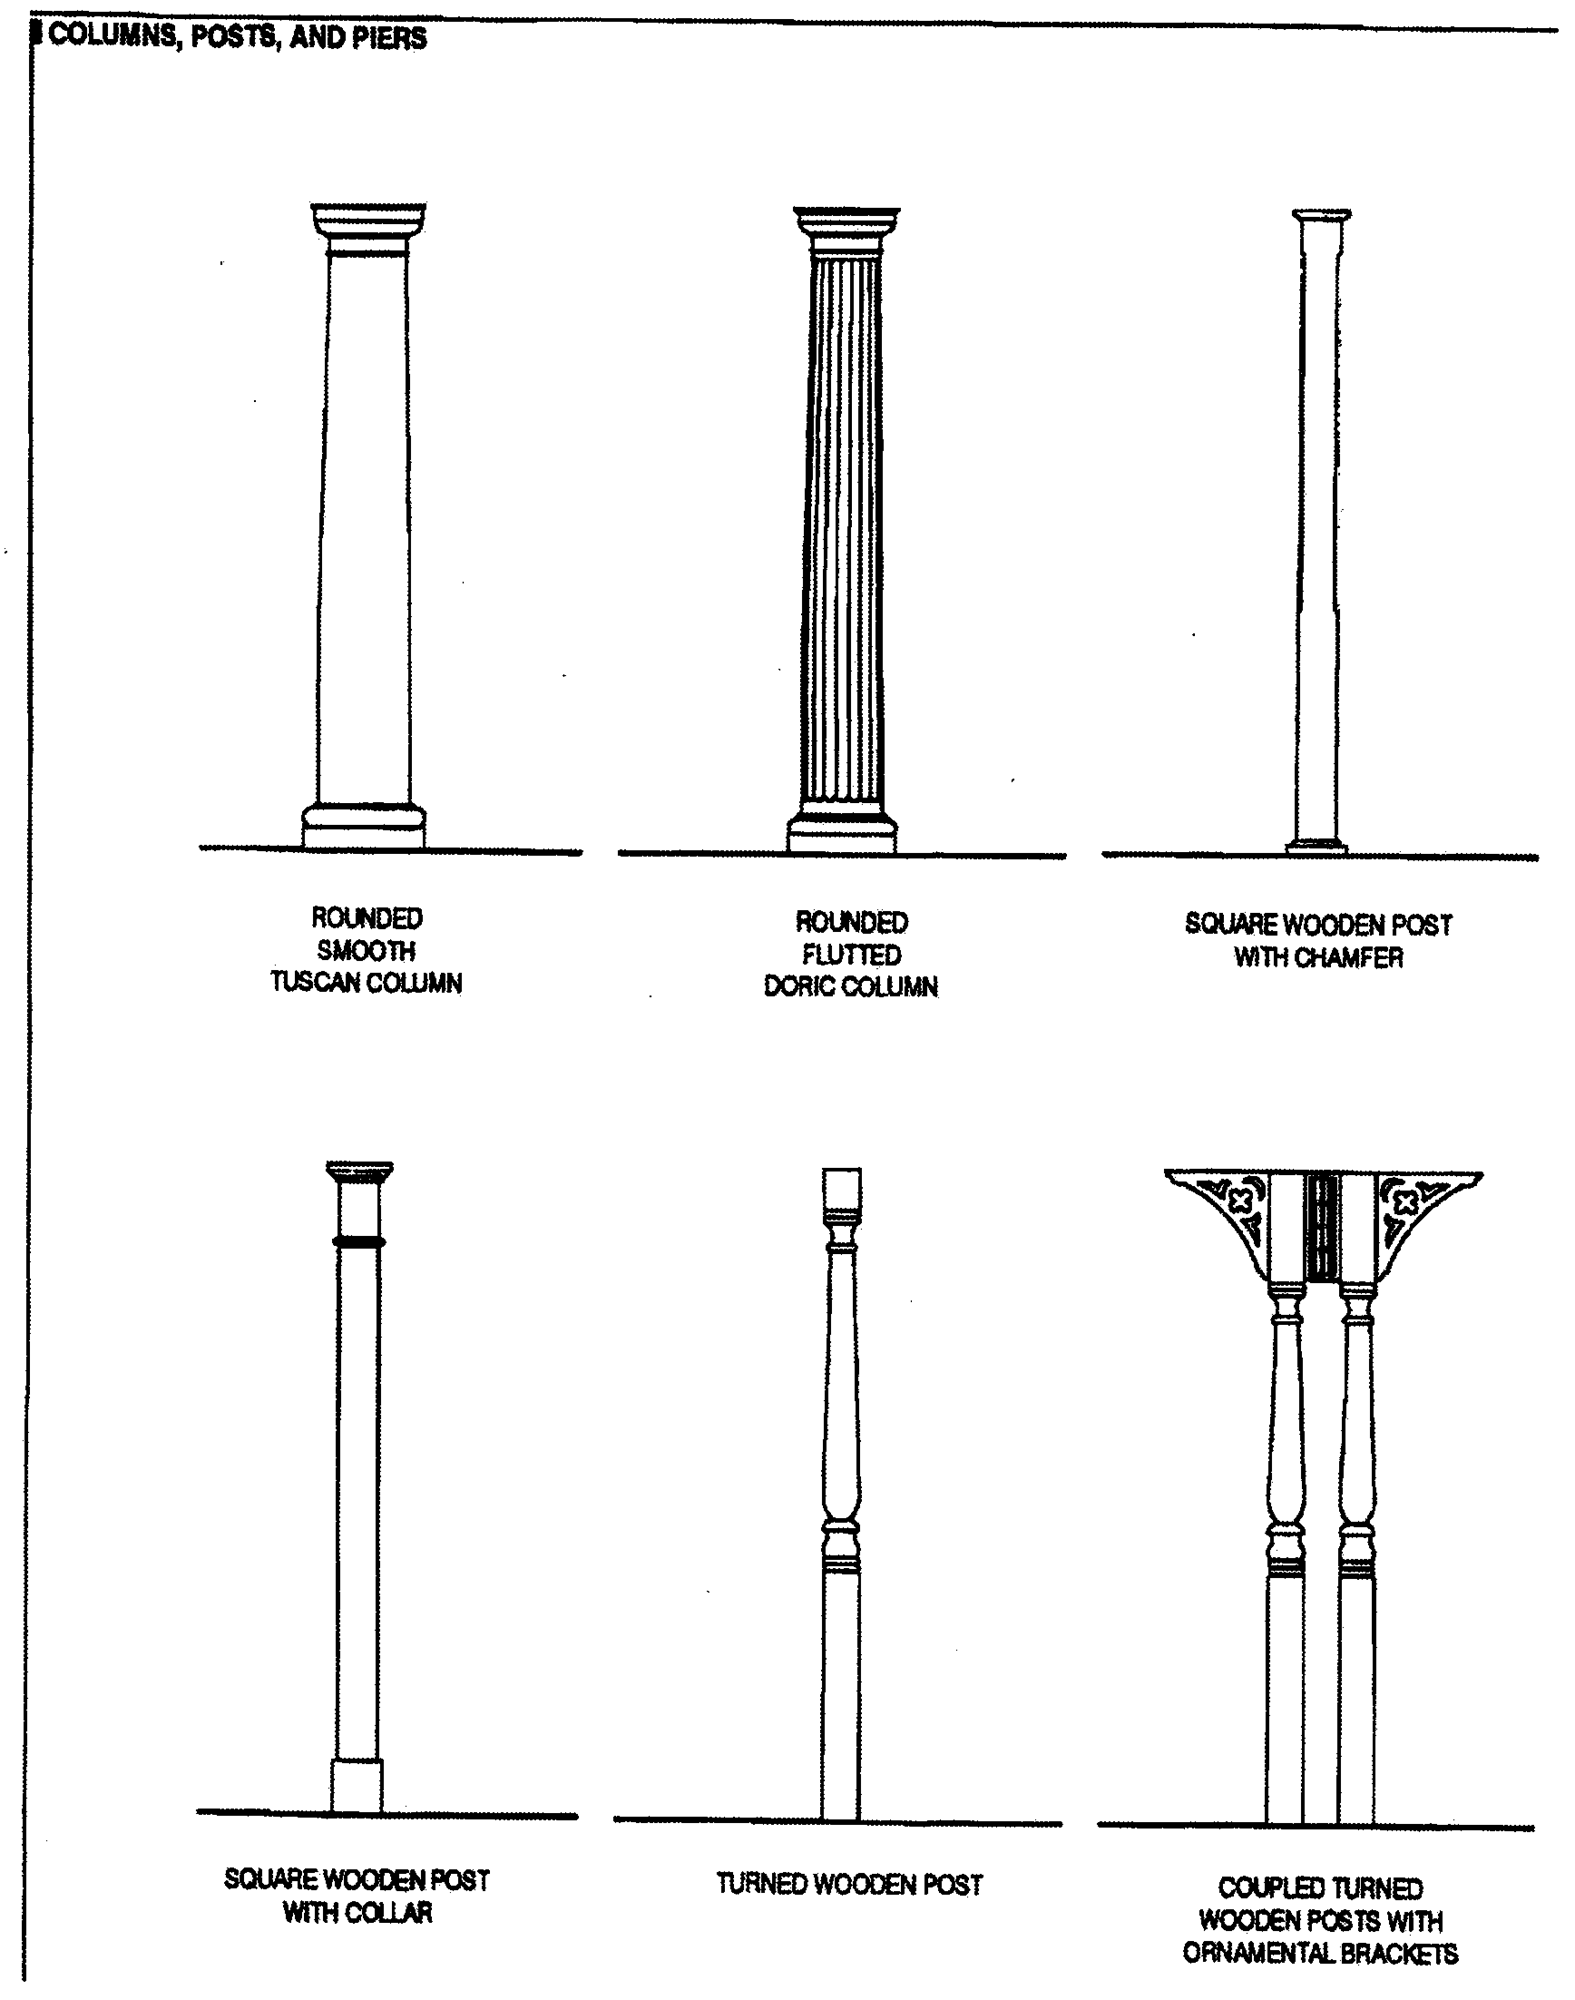 COLUMNS, POSTS, AND PIERS
ROUNDED
SMOOTH
TUSCAN COLUMN
ROUNDED
FLUTTED
DORIC COLUMN
SQUARE WOODEN POST
WITH CHAMFER
SQUARE WOODEN POST
WITH COLLAR
TURNED WOODEN POST
COUPLED TURNED
WOODEN POSTS WITH
ORNAMENTAL BRACKETS